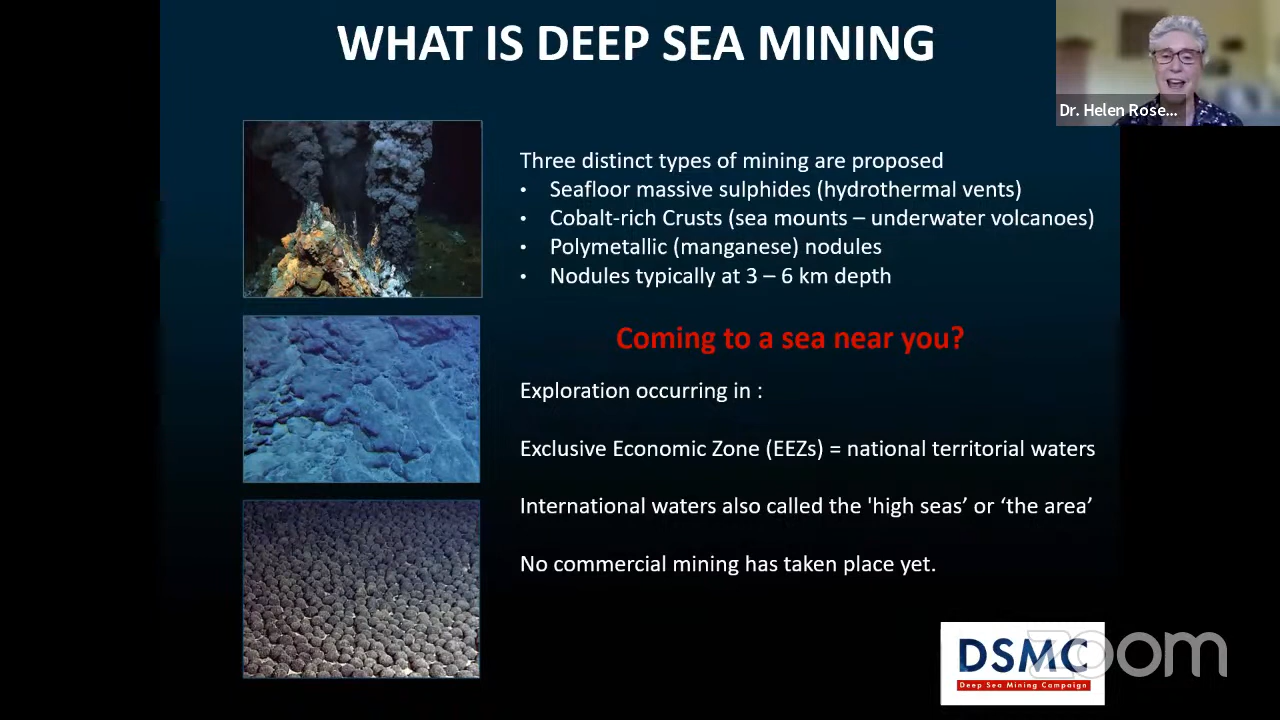 WHAT IS DEEP SEA MINING
Dr. Helen Rose...
Three distinct types of mining are proposed
• Seafloor massive sulphides (hydrothermal vents)
• Cobalt-rich Crusts (sea mounts – underwater volcanoes)
• Polymetallic (manganese) nodules
• Nodules typically at 3 – 6 km depth
Coming to a sea near you?
Exploration occurring in :
Exclusive Economic Zone (EEZs) = national territorial waters
International waters also called the 'high seas’ or ‘the area’
No commercial mining has taken place yet.
DSMC
Deep Sea Mining Campaign
zoom